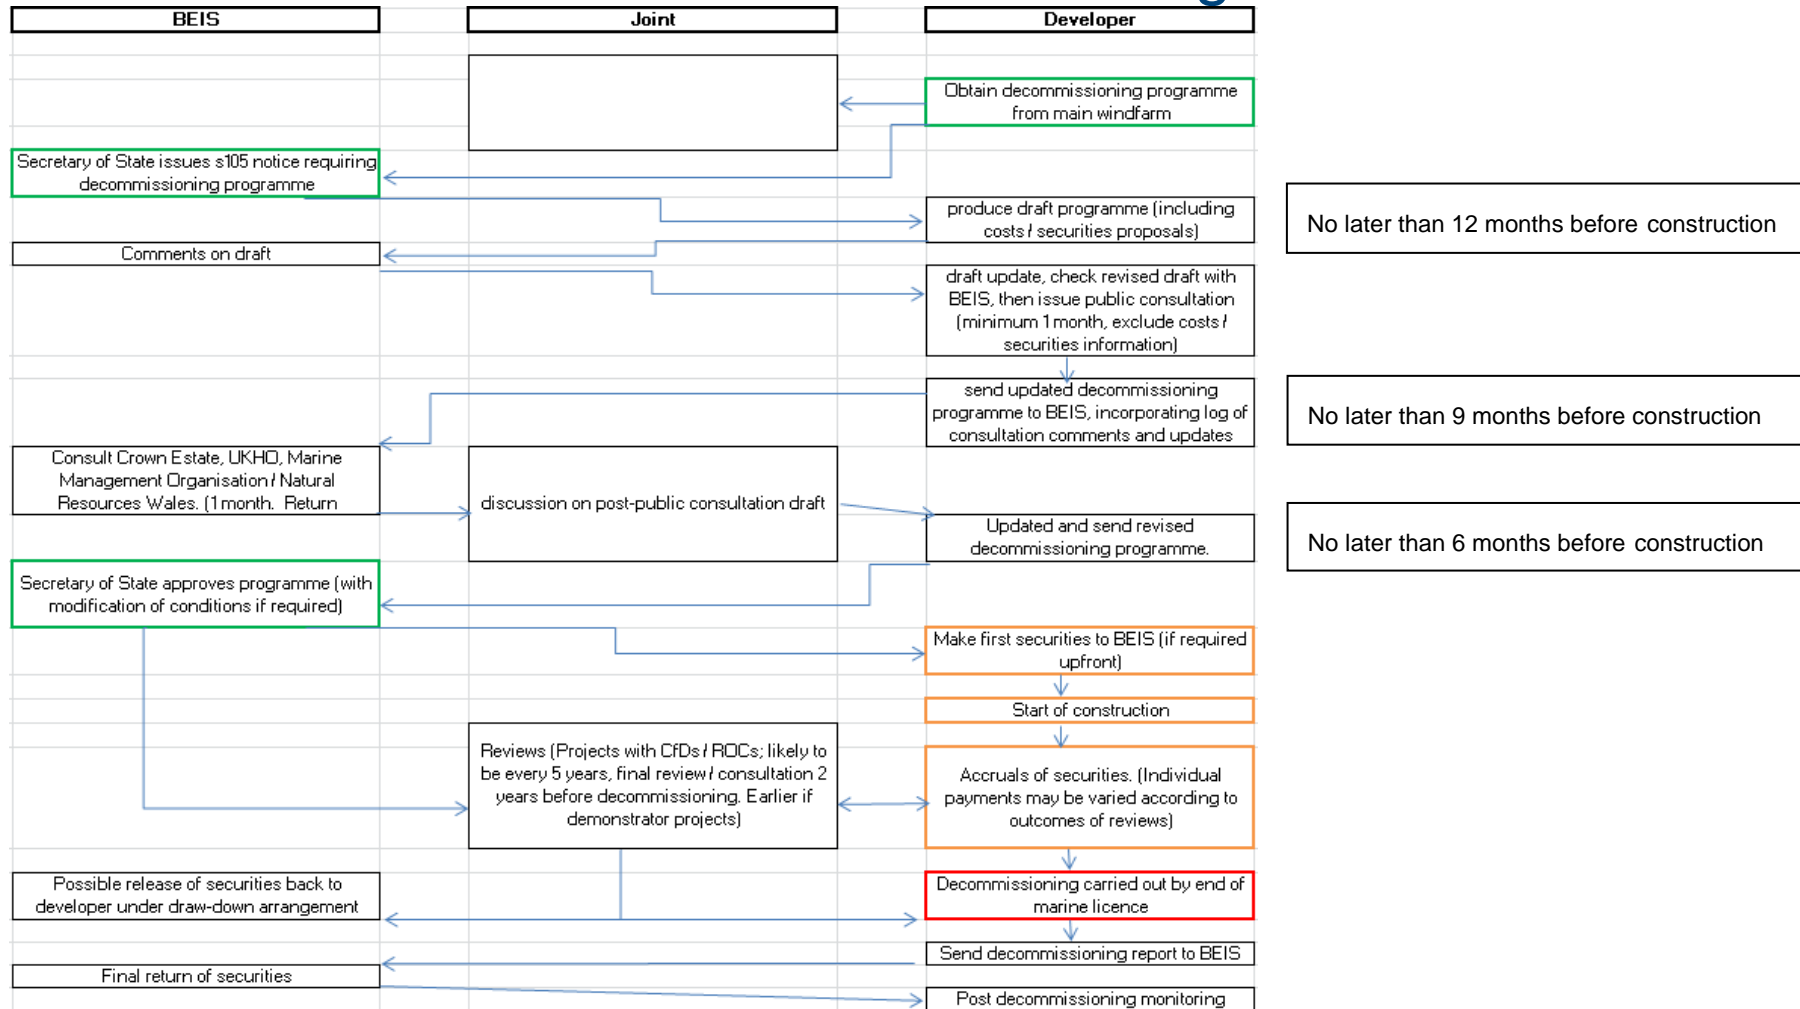 BEIS
Joint
Developer
Obtain decommissioning programme
from main windfarm
Secretary of State issues s105 notice requiring
decommissioning programme
produce draft programme (including
costs / securities proposals)
No later than 12 months before construction
Comments on draft
draft update, check revised draft with
BEIS, then issue public consultation
(minimum 1 month, exclude costs /
securities information)
send updated decommissioning
programme to BEIS, incorporating log of
consultation comments and updates
No later than 9 months before construction
Consult Crown Estate, UKHO, Marine
Management Organisation / Natural
Resources Wales. (1 month. Return
discussion on post-public consultation draft
Updated and send revised
decommissioning programme.
No later than 6 months before construction
Secretary of State approves programme (with
modification of conditions if required)
Make first securities to BEIS (if required
upfront)
Start of construction
Reviews (Projects with CfDs / ROCs; likely to
be every 5 years, final review / consultation 2
years before decommissioning. Earlier if
demonstrator projects)
Accruals of securities. (Individual
payments may be varied according to
outcomes of reviews)
Possible release of securities back to
developer under draw-down arrangement
Decommissioning carried out by end of
marine licence
Send decommissioning report to BEIS
Final return of securities
Post decommissioning monitoring